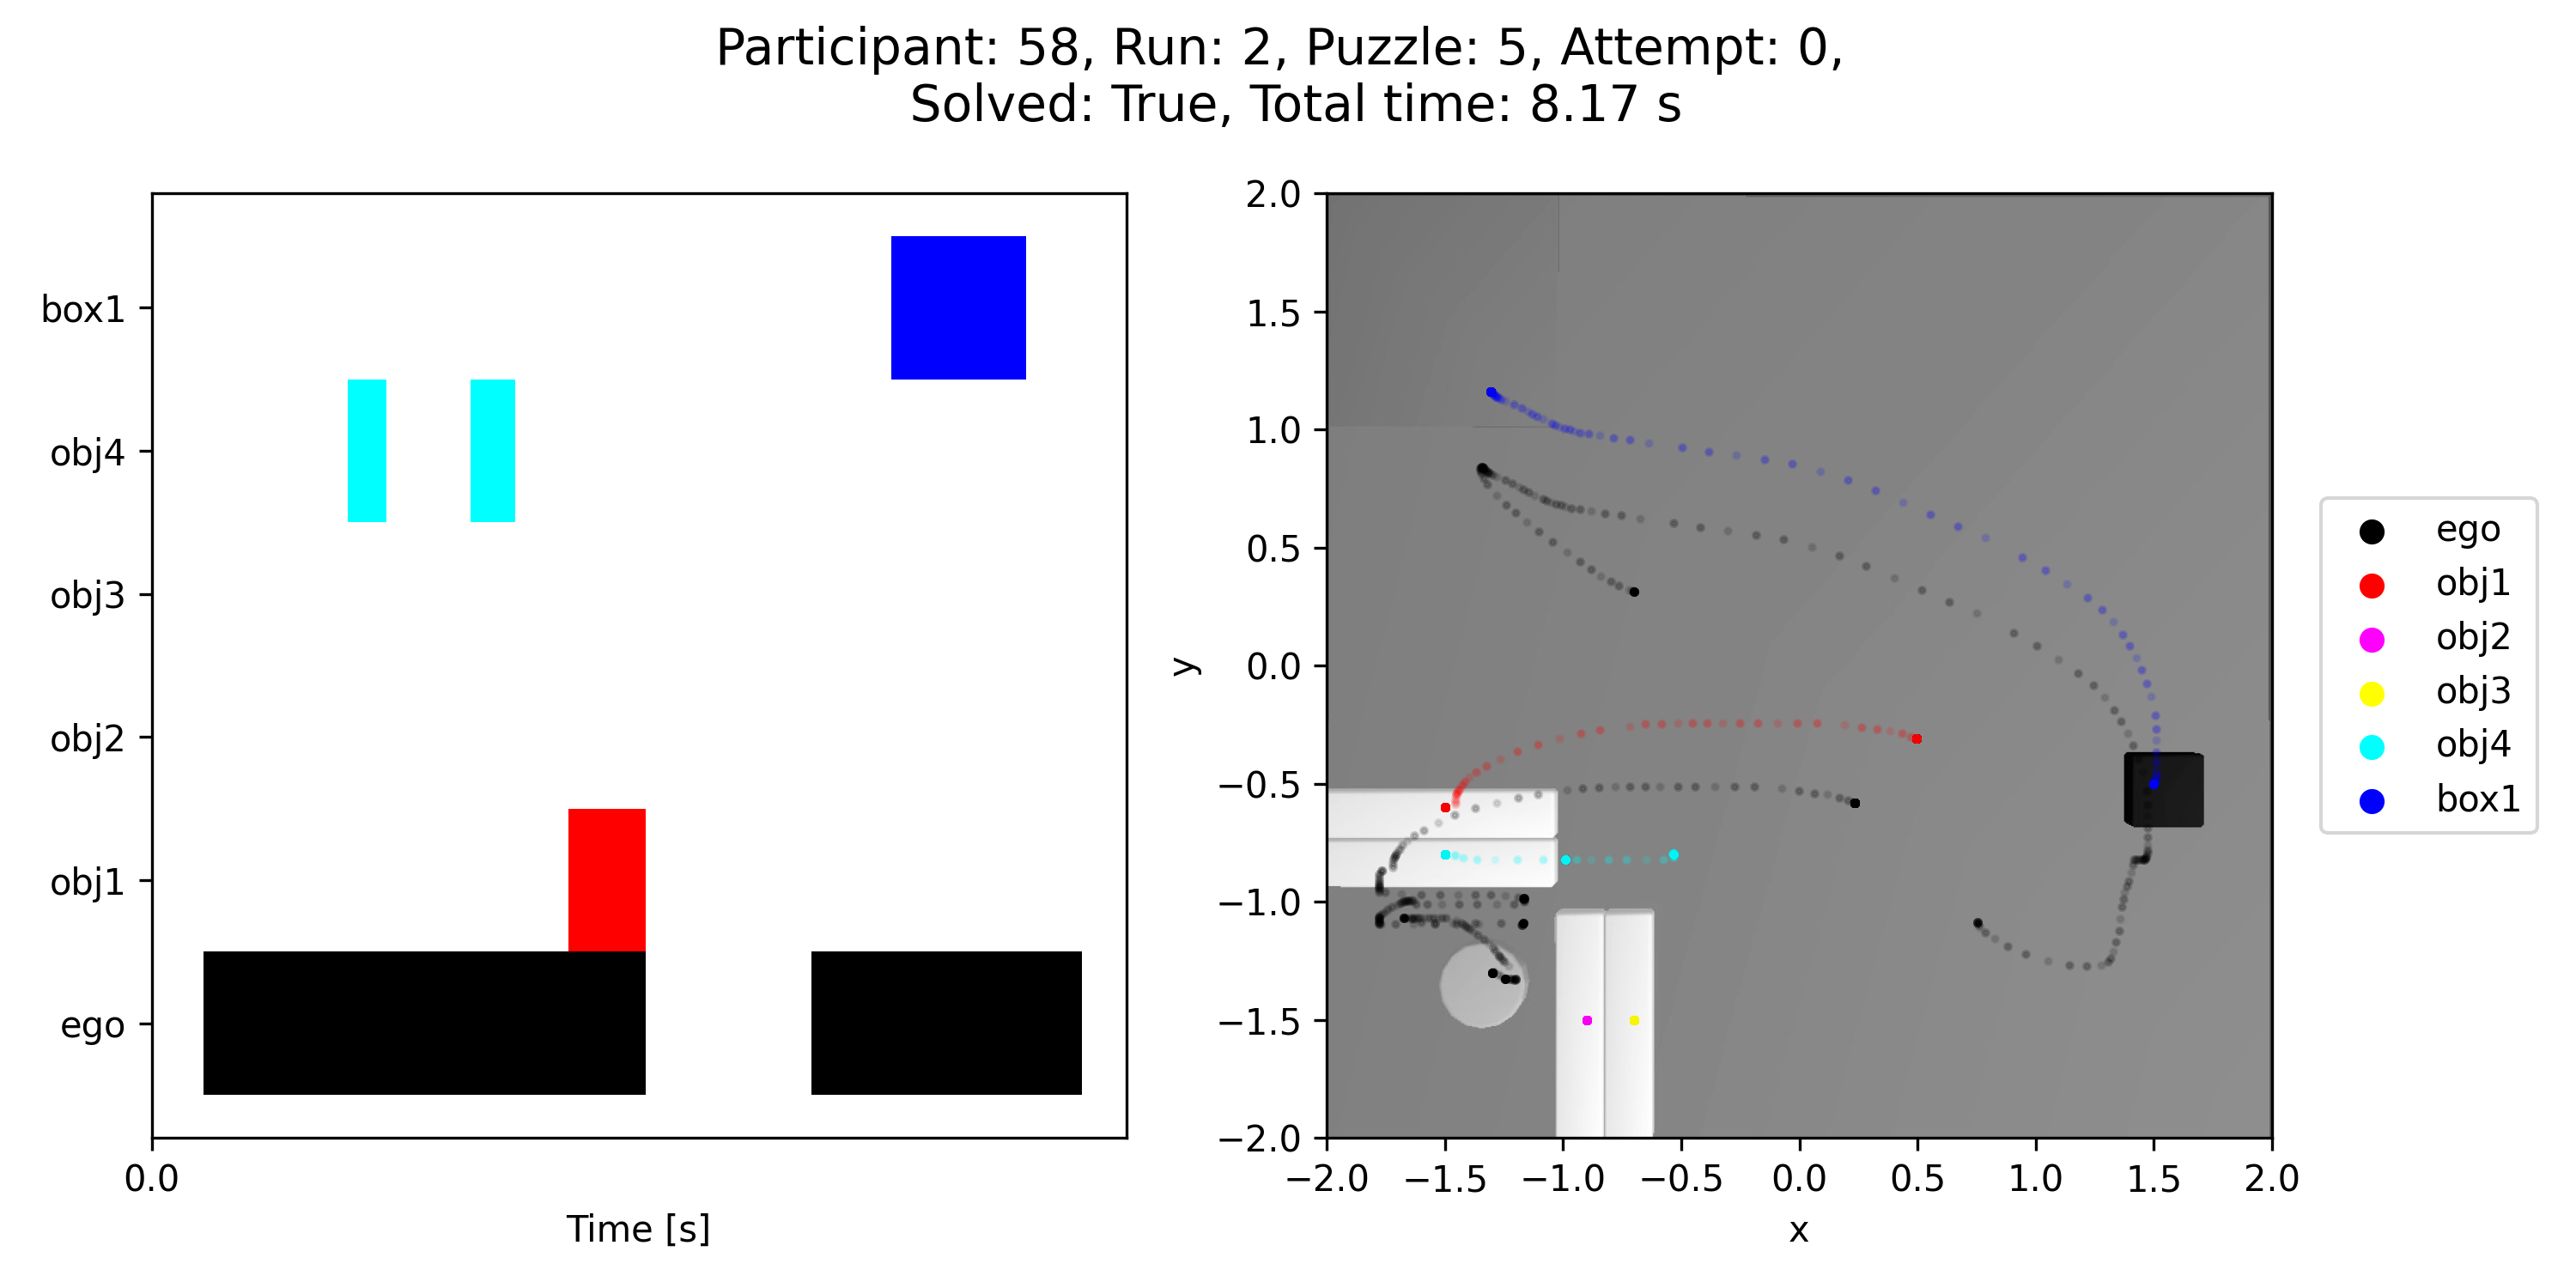 Participant: 58, Run: 2, Puzzle: 5, Attempt: 0,
Solved: True, Total time: 8.17 s
box1
obj4
obj3
obj2
obj1
ego
0.0
Time [s]
2.0
1.5
1.0
0.5
0.0
−0.5
−1.0
−1.5
−2.0
y
−2.0 −1.5 −1.0 −0.5 0.0 0.5 1.0 1.5 2.0
x
ego
obj1
obj2
obj3
obj4
box1